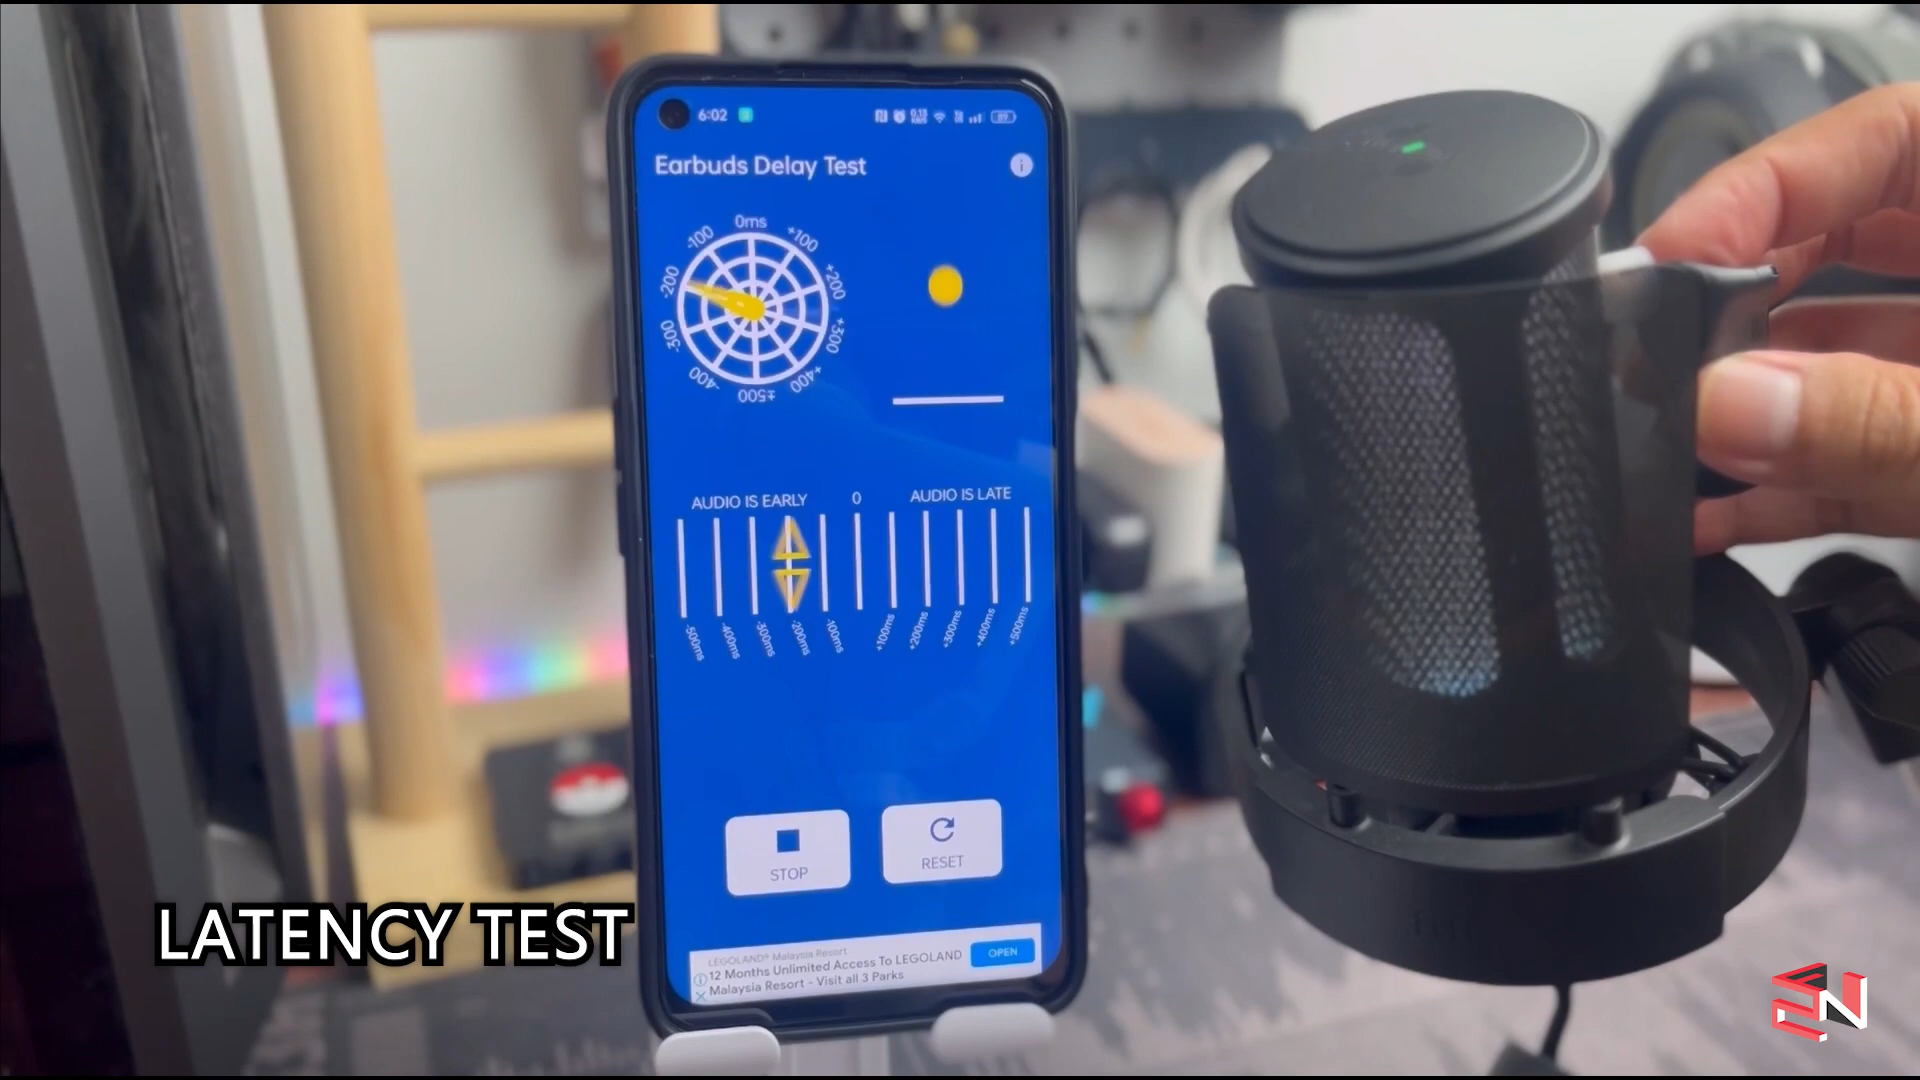 6:02
89
Earbuds Delay Test
0ms
-100
+100
-200
+200
-300
+300
-400
+400
±500
AUDIO IS EARLY
0
AUDIO IS LATE
-500ms
-400ms
-300ms
-200ms
-100ms
+100ms
+200ms
+300ms
+400ms
+500ms
STOP
RESET
LATENCY TEST
LEGOLAND® Malaysia Resort
12 Months Unlimited Access To LEGOLAND
Malaysia Resort - Visit all 3 Parks
OPEN
EN